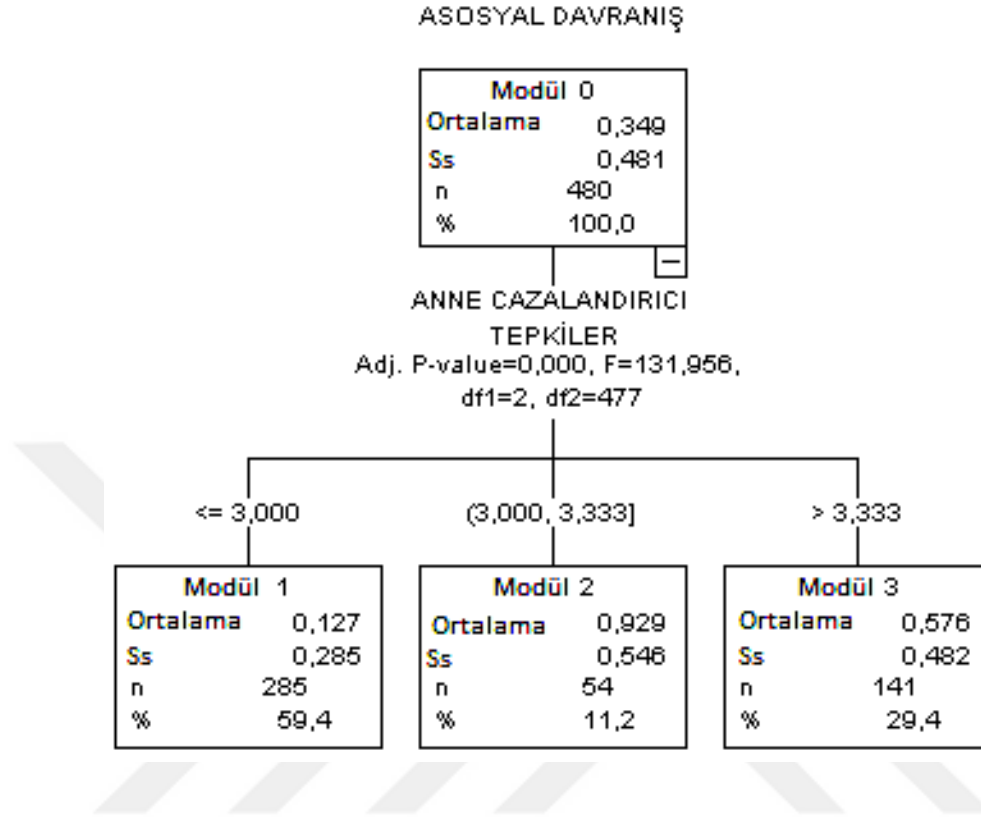 ASOSYAL DAVRANIŞ
Modül 0
Ortalama 0,349
Ss 0,481
n 480
% 100,0
ANNE CAZALANDIRICI
TEPKİLER
Adj. P-value=0,000, F=131,956,
df1=2, df2=477
<= 3,000
(3,000, 3,333]
> 3,333
Modül 1
Ortalama 0,127
Ss 0,285
n 285
% 59,4
Modül 2
Ortalama 0,929
Ss 0,546
n 54
% 11,2
Modül 3
Ortalama 0,576
Ss 0,482
n 141
% 29,4